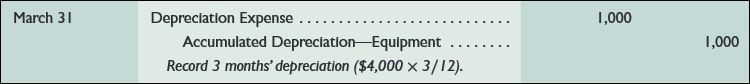 March 31 Depreciation Expense . . . . . . . . . . . . . . . . . . . . . . . . . . . 1,000
Accumulated Depreciation—Equipment . . . . . . . . 1,000
Record 3 months' depreciation ($4,000 × 3/12).